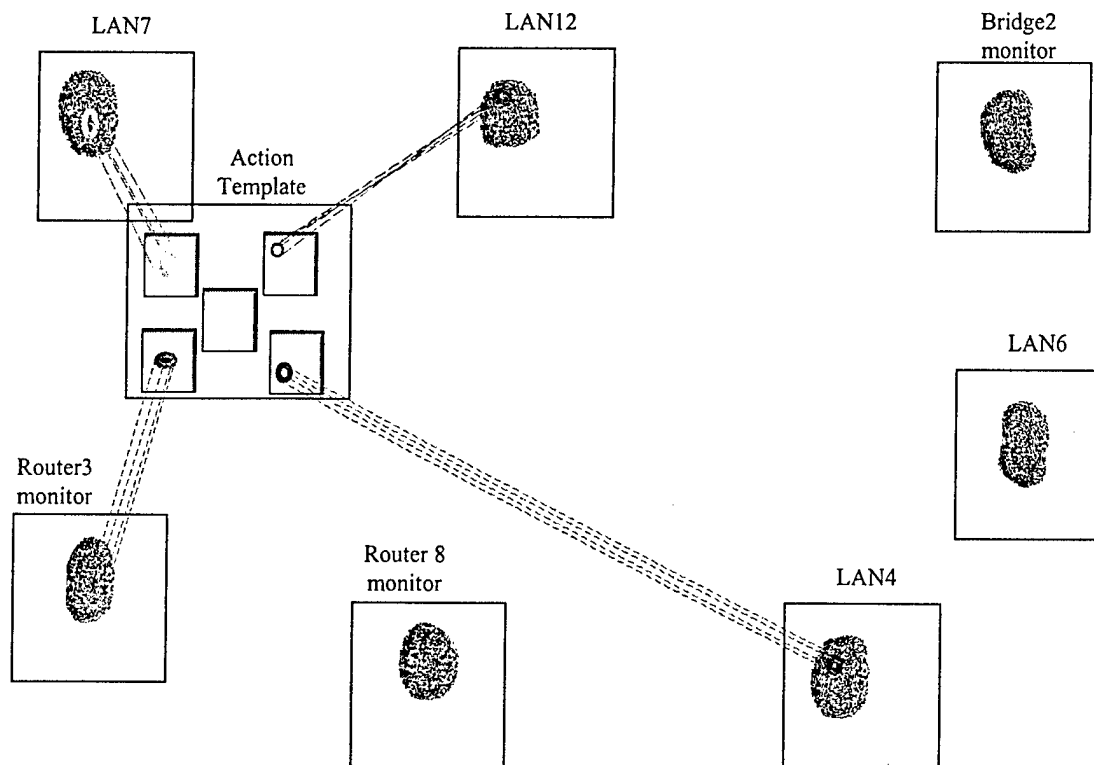 LAN7
LAN12
Bridge2
monitor
Action
Template
LAN6
Router3
monitor
Router 8
monitor
LAN4